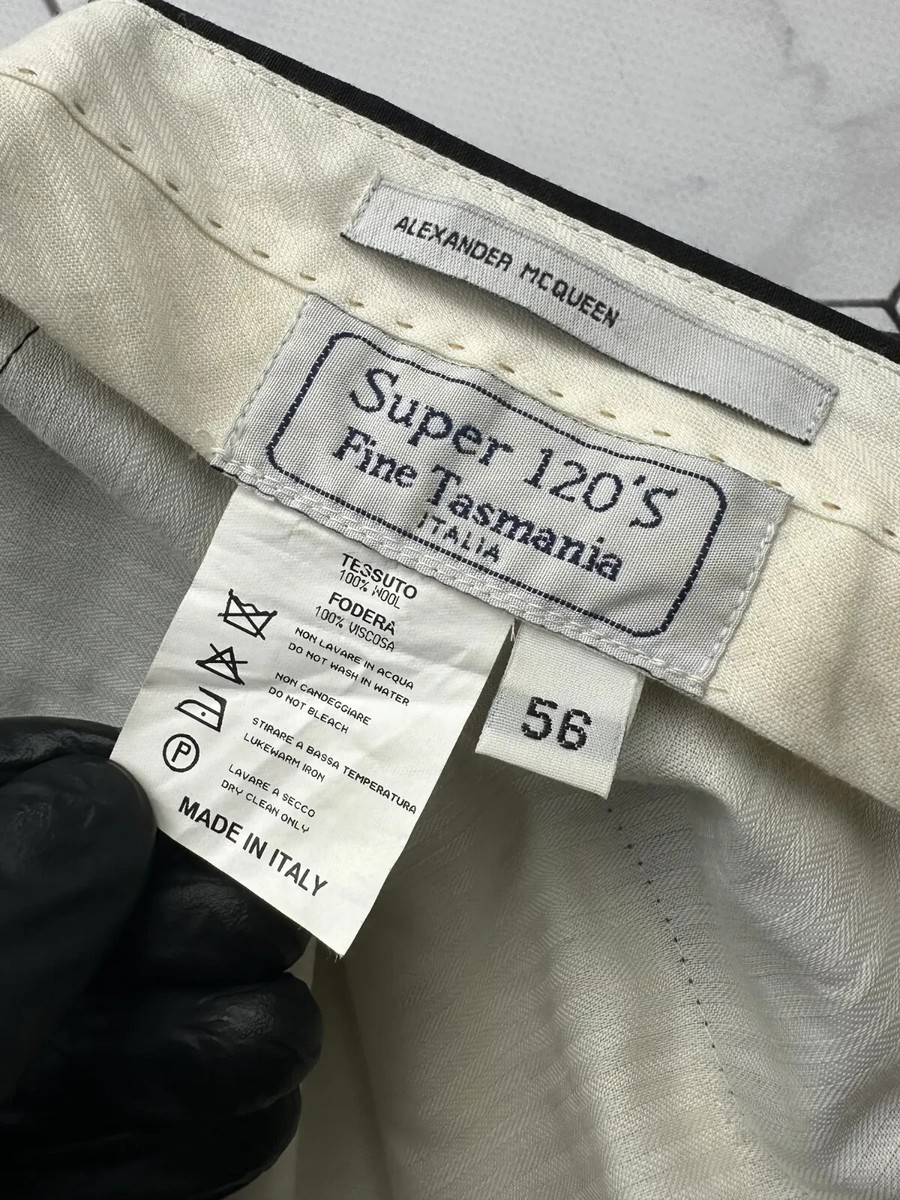 ALEXANDER MCQUEEN
Super 120'S
Fine Tasmania
ITALIA
TESSUTO
100% WOOL
FODERA
100% VISCOSA
NON LAVARE IN ACQUA
DO NOT WASH IN WATER
NON CANDEGGIARE
DO NOT BLEACH
STIRARE A BASSA TEMPERATURA
LUKEWARM IRON
P
LAVARE A SECCO
DRY CLEAN ONLY
MADE IN ITALY
56